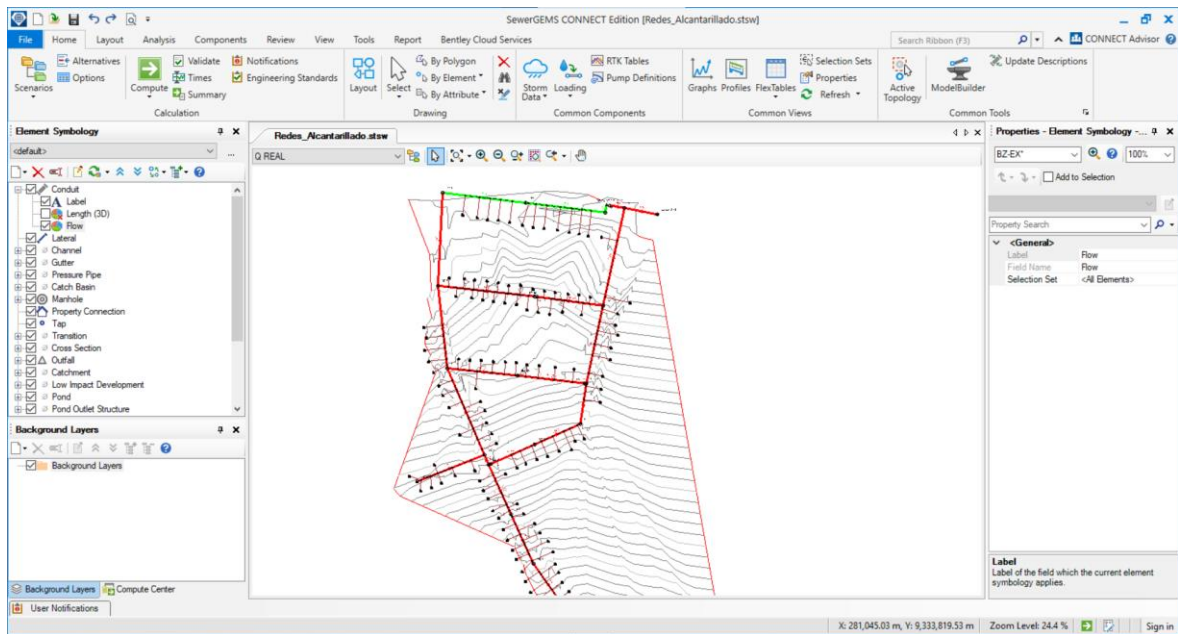 SewerGEMS CONNECT Edition [Redes_Alcantarillado.stsw]
File Home Layout Analysis Components Review View Tools Report Bentley Cloud Services
Search Ribbon (F3) CONNECT Advisor
Scenarios
Alternatives
Options
Compute
Validate
Times
Summary
Notifications
Engineering Standards
Calculation
Layout
Select
By Polygon
By Element
By Attribute
Drawing
Storm Data
Loading
RTK Tables
Pump Definitions
Common Components
Graphs
Profiles
FlexTables
Selection Sets
Properties
Refresh
Common Views
Active Topology
ModelBuilder
Update Descriptions
Common Tools
Element Symbology
<default>
...
Conduit
Label
Length (3D)
Flow
Lateral
Channel
Gutter
Pressure Pipe
Catch Basin
Manhole
Property Connection
Tap
Transition
Cross Section
Outfall
Catchment
Low Impact Development
Pond
Pond Outlet Structure
Background Layers
Background Layers
Background Layers Compute Center
User Notifications
Redes_Alcantarillado.stsw
Q REAL
Properties - Element Symbology -...
BZ-EX*
100%
Add to Selection
Property Search
<General>
Label Flow
Field Name Flow
Selection Set <All Elements>
Label
Label of the field which the current element
symbology applies.
X: 281,045.03 m, Y: 9,333,819.53 m Zoom Level: 24.4 % Sign in